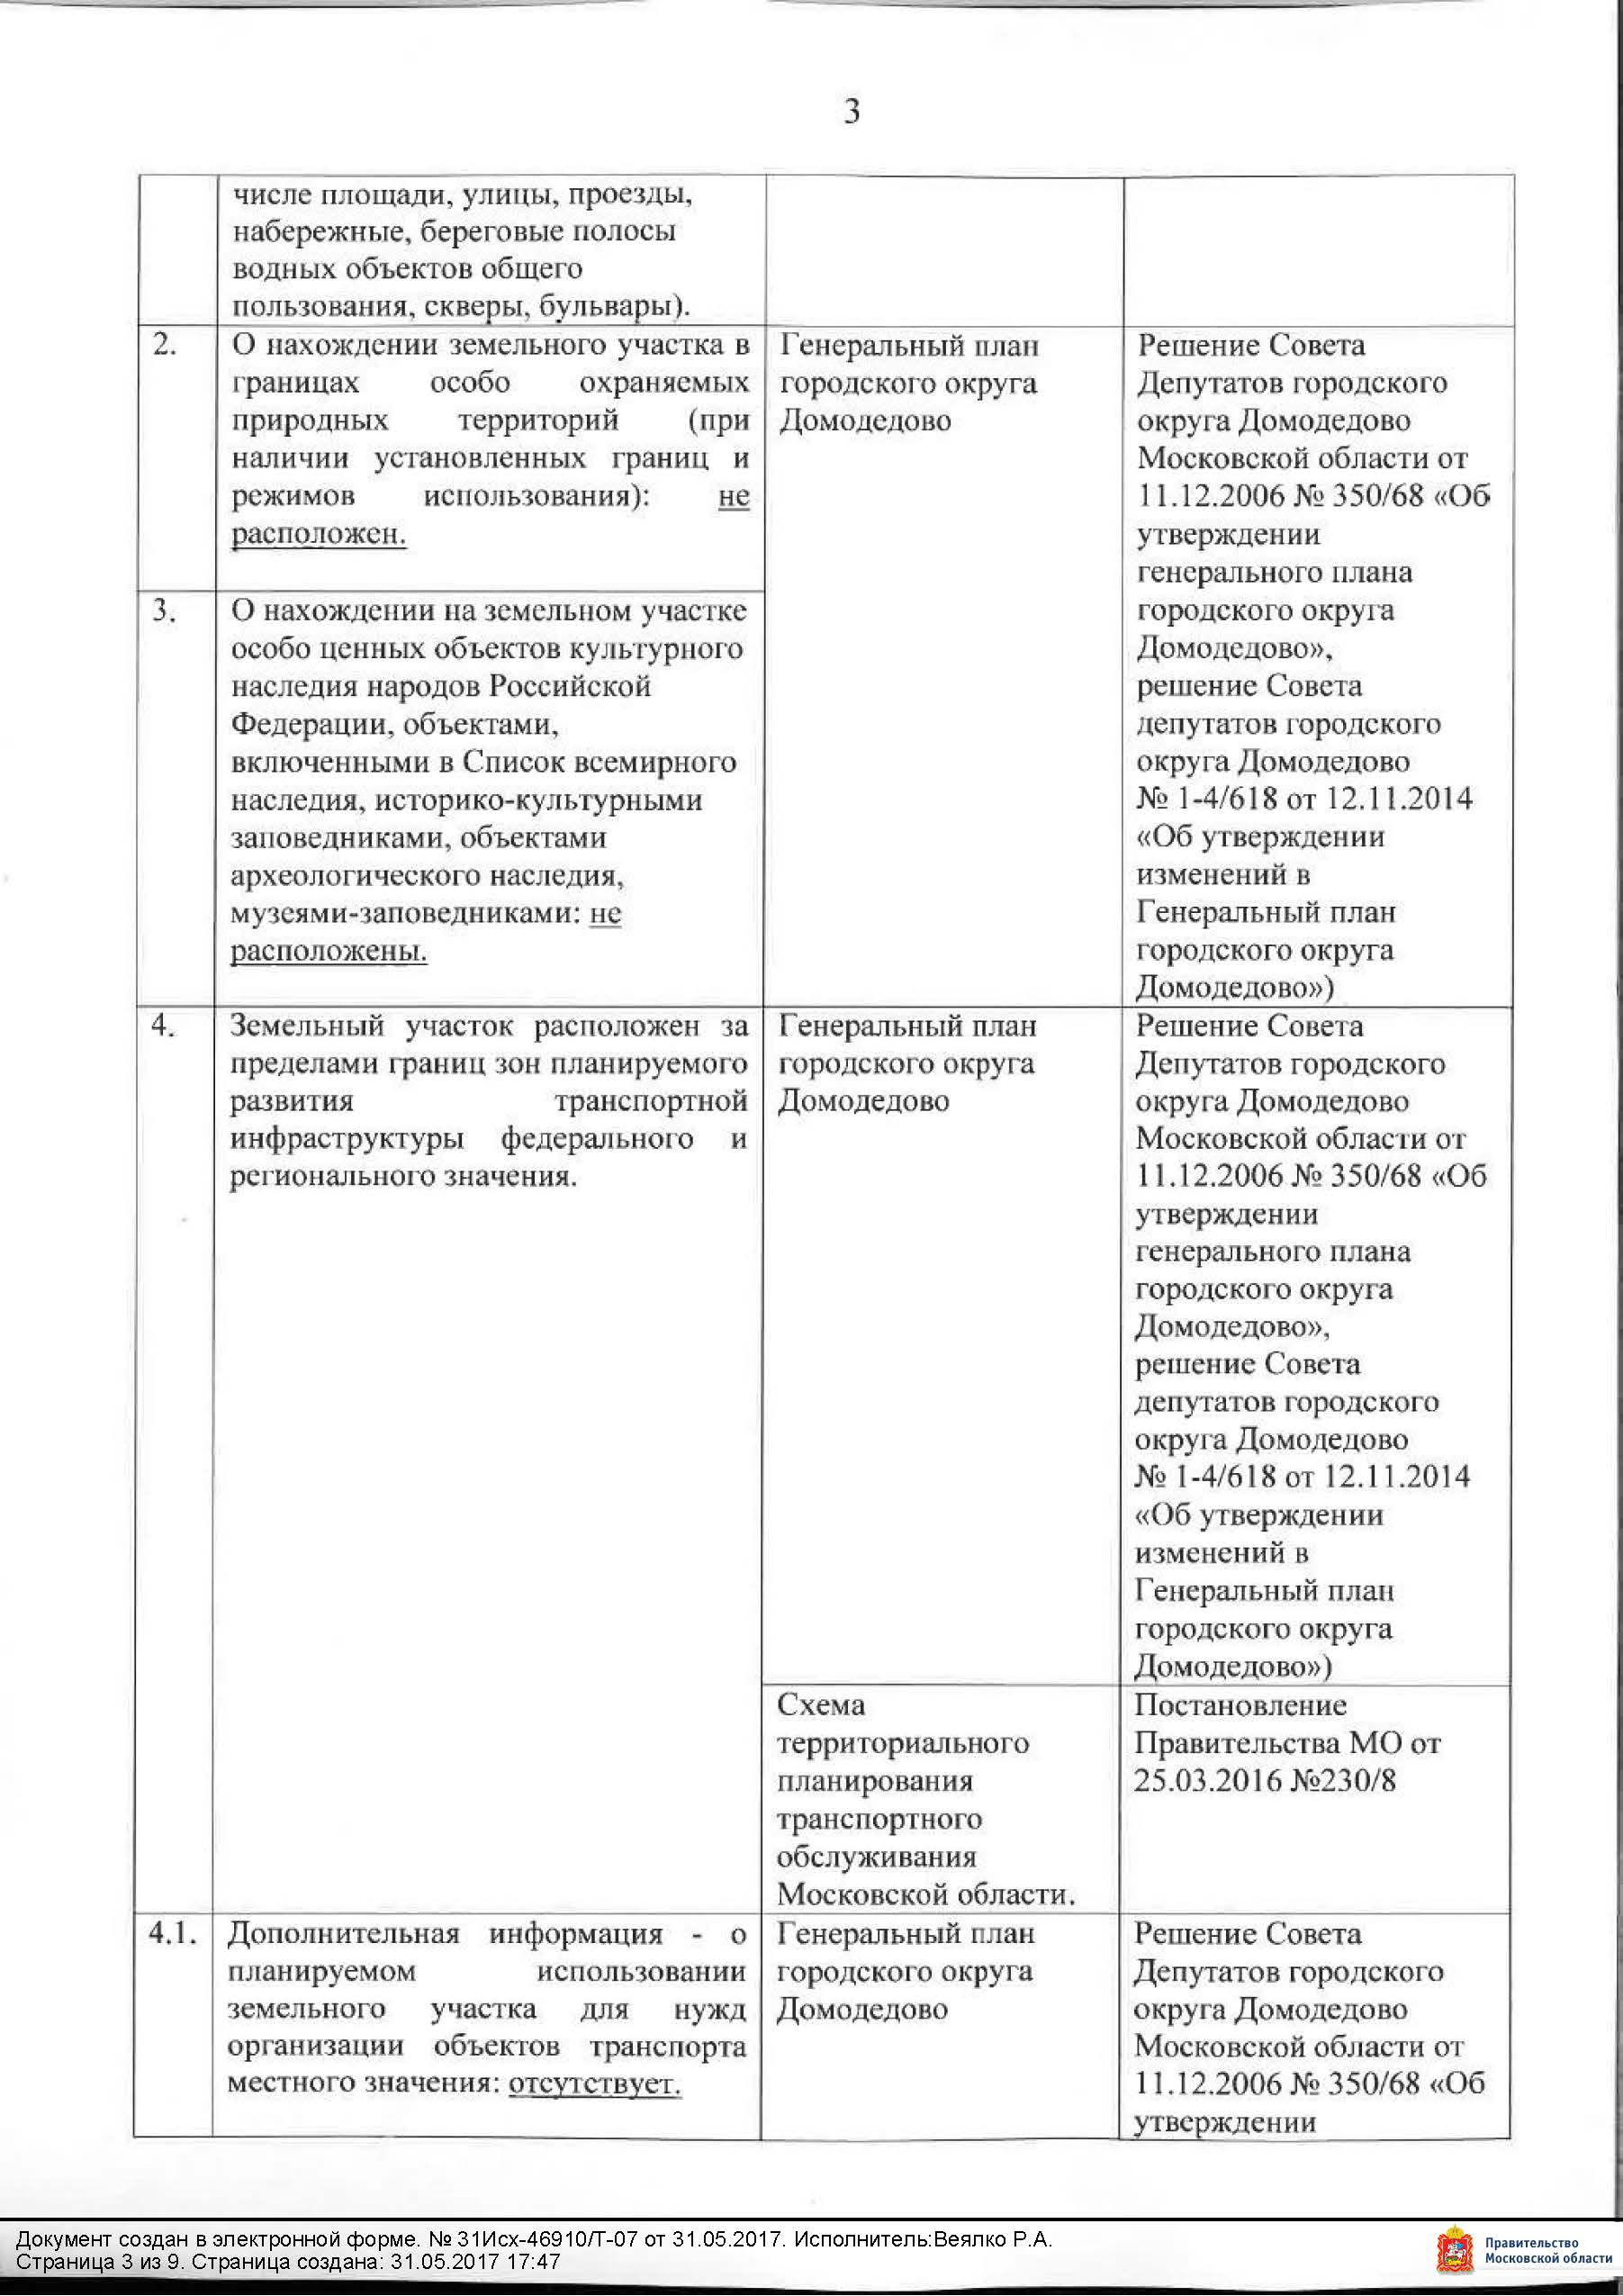 3
числе площади, улицы, проезды,
набережные, береговые полосы
водных объектов общего
пользования, скверы, бульвары).
2.
О нахождении земельного участка в
границах особо охраняемых
природных территорий (при
наличии установленных границ и
режимов использования): не
расположен.
Генеральный план
городского округа
Домодедово
Решение Совета
Депутатов городского
округа Домодедово
Московской области от
11.12.2006 № 350/68 «Об
утверждении
генерального плана
городского округа
Домодедово»,
решение Совета
депутатов городского
округа Домодедово
№ 1-4/618 от 12.11.2014
«Об утверждении
изменений в
Генеральный план
городского округа
Домодедово»)
3.
О нахождении на земельном участке
особо ценных объектов культурного
наследия народов Российской
Федерации, объектами,
включенными в Список всемирного
наследия, историко-культурными
заповедниками, объектами
археологического наследия,
музеями-заповедниками: не
расположены.
4.
Земельный участок расположен за
пределами границ зон планируемого
развития транспортной
инфраструктуры федерального и
регионального значения.
Генеральный план
городского округа
Домодедово
Решение Совета
Депутатов городского
округа Домодедово
Московской области от
11.12.2006 № 350/68 «Об
утверждении
генерального плана
городского округа
Домодедово»,
решение Совета
депутатов городского
округа Домодедово
№ 1-4/618 от 12.11.2014
«Об утверждении
изменений в
Генеральный план
городского округа
Домодедово»)
Схема
территориального
планирования
транспортного
обслуживания
Московской области.
Постановление
Правительства МО от
25.03.2016 №230/8
4.1.
Дополнительная информация - о
планируемом использовании
земельного участка для нужд
организации объектов транспорта
местного значения: отсутствует.
Генеральный план
городского округа
Домодедово
Решение Совета
Депутатов городского
округа Домодедово
Московской области от
11.12.2006 № 350/68 «Об
утверждении
Документ создан в электронной форме. № 31Исх-46910/Т-07 от 31.05.2017. Исполнитель:Веялко Р.А.
Страница 3 из 9. Страница создана: 31.05.2017 17:47
Правительство
Московской области